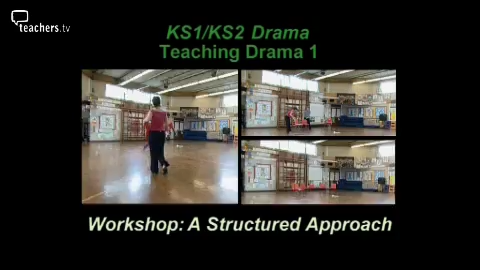 teachers.tv
KS1/KS2 Drama
Teaching Drama 1
Workshop: A Structured Approach